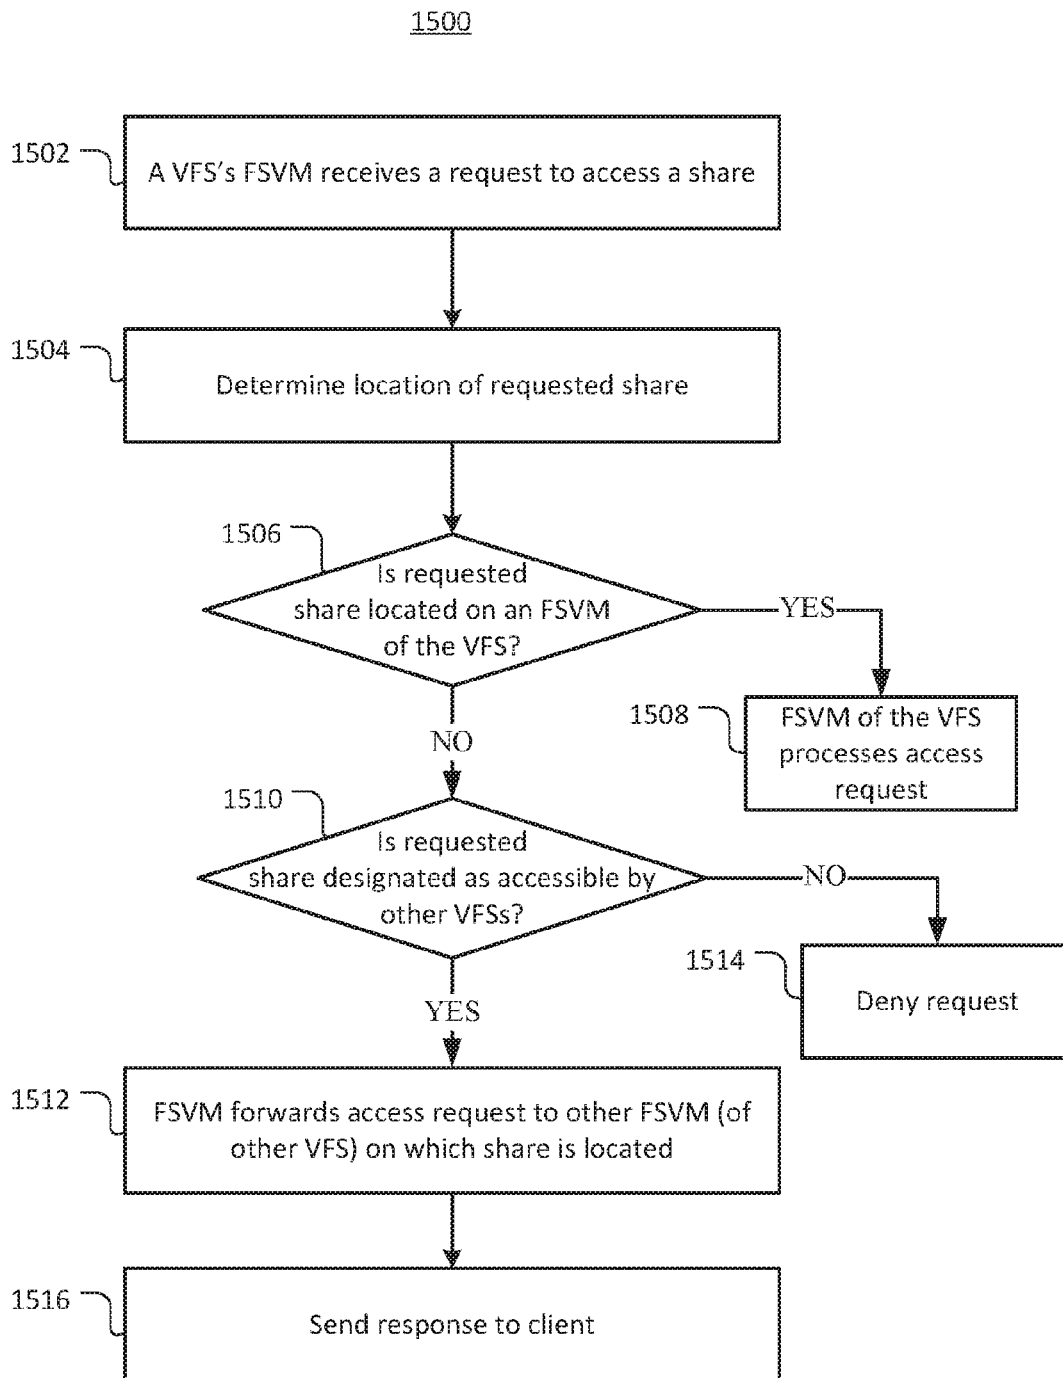 1500
1502
A VFS's FSVM receives a request to access a share
1504
Determine location of requested share
1506
Is requested
share located on an FSVM
of the VFS?
YES
1508
FSVM of the VFS
processes access
request
NO
1510
Is requested
share designated as accessible by
other VFSs?
NO
1514
Deny request
YES
1512
FSVM forwards access request to other FSVM (of
other VFS) on which share is located
1516
Send response to client